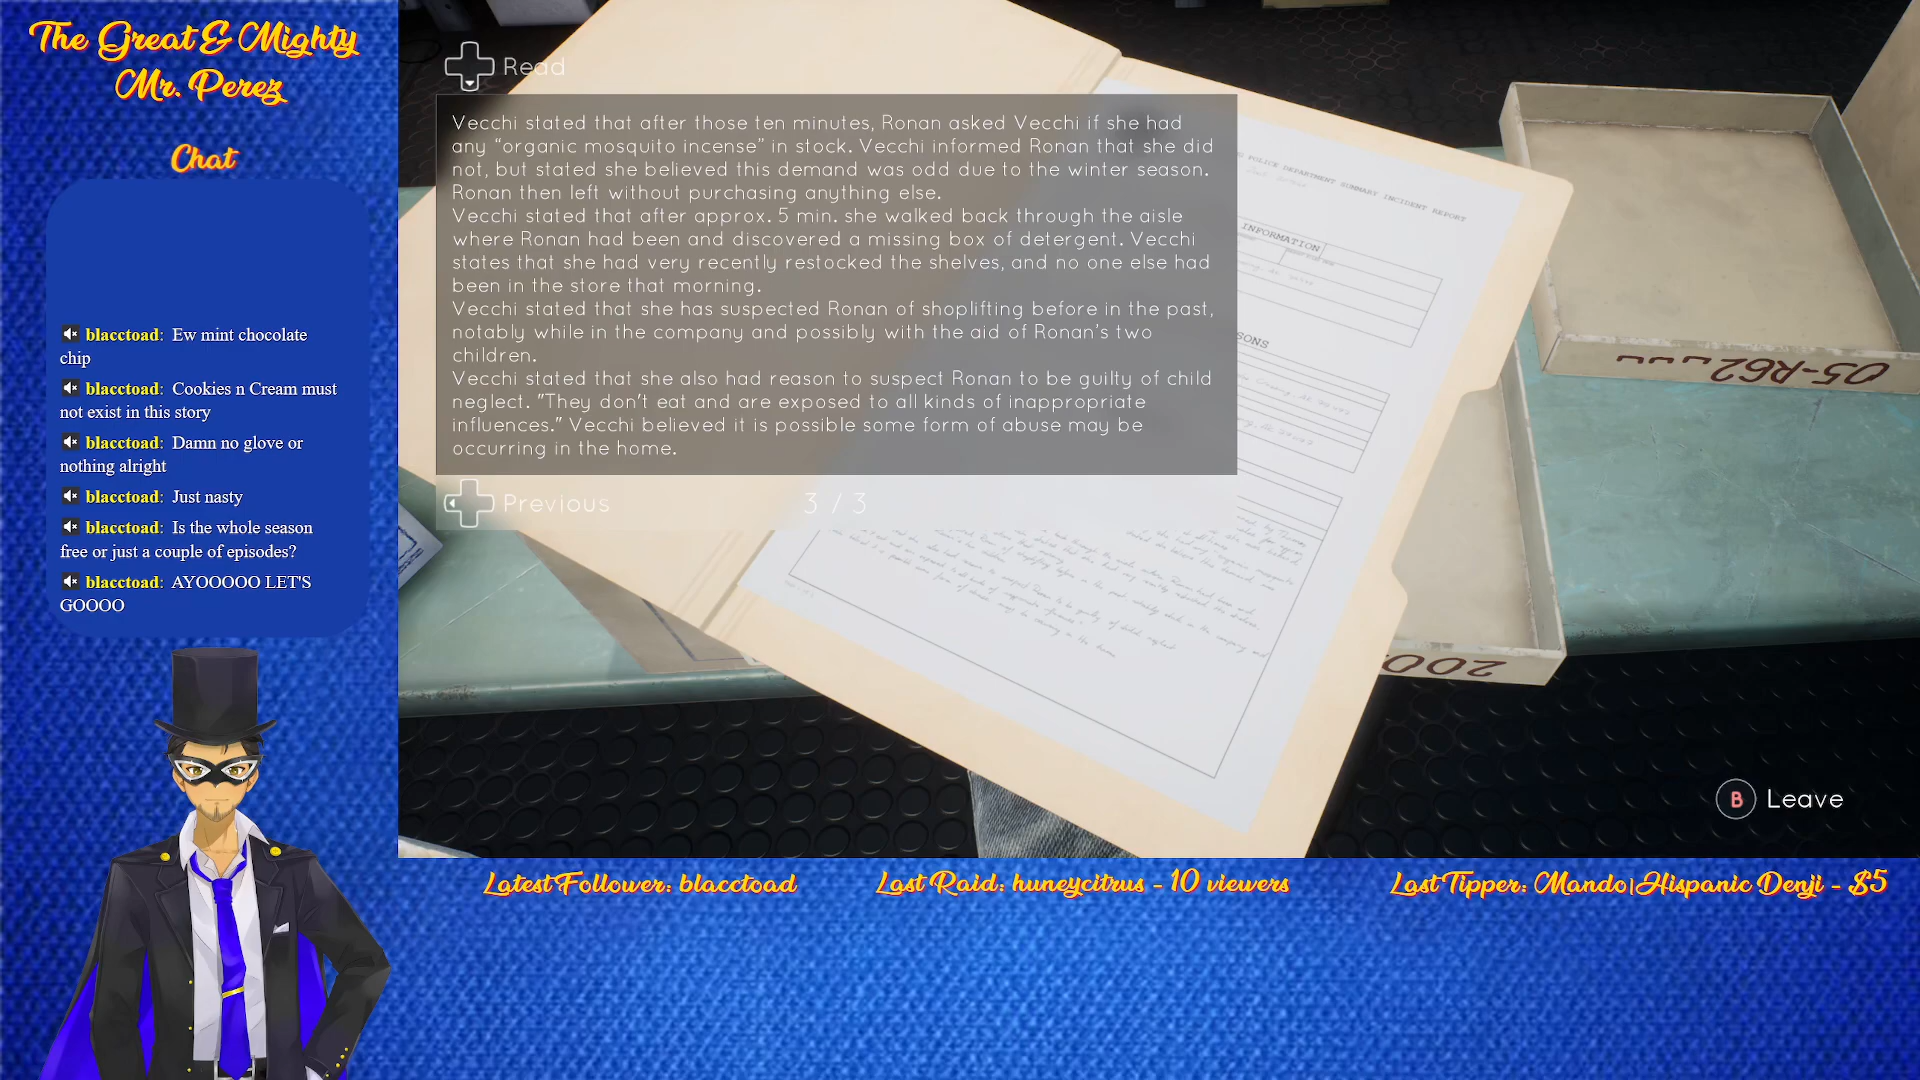 The Great & Mighty
Mr. Perez
Chat
blacctoad: Ew mint chocolate
chip
blacctoad: Cookies n Cream must
not exist in this story
blacctoad: Damn no glove or
nothing alright
blacctoad: Just nasty
blacctoad: Is the whole season
free or just a couple of episodes?
blacctoad: AYOOOOO LET'S
GOOOO
Read
Vecchi stated that after those ten minutes, Ronan asked Vecchi if she had
any “organic mosquito incense” in stock. Vecchi informed Ronan that she did
not, but stated she believed this demand was odd due to the winter season.
Ronan then left without purchasing anything else.
Vecchi stated that after approx. 5 min. she walked back through the aisle
where Ronan had been and discovered a missing box of detergent. Vecchi
states that she had very recently restocked the shelves, and no one else had
been in the store that morning.
Vecchi stated that she has suspected Ronan of shoplifting before in the past,
notably while in the company and possibly with the aid of Ronan’s two
children.
Vecchi stated that she also had reason to suspect Ronan to be guilty of child
neglect. "They don't eat and are exposed to all kinds of inappropriate
influences." Vecchi believed it is possible some form of abuse may be
occurring in the home.
Previous
3 / 3
POLICE DEPARTMENT SUMMARY INCIDENT REPORT
INFORMATION
05-R62
B Leave
Latest Follower: blacctoad
Last Raid: huneycitrus - 10 viewers
Last Tipper: Mando|Hispanic Denji - $5